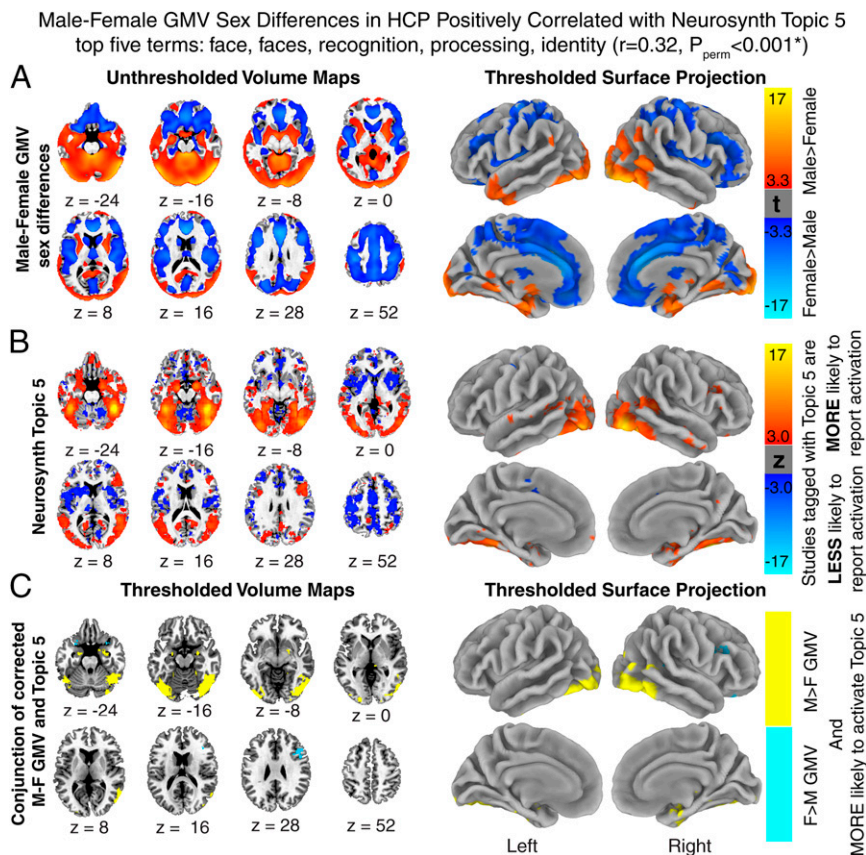 Male-Female GMV Sex Differences in HCP Positively Correlated with Neurosynth Topic 5
top five terms: face, faces, recognition, processing, identity (r=0.32, P_perm<0.001*)
A
Unthresholded Volume Maps
Thresholded Surface Projection
Male-Female GMV
sex differences
z = -24
z = -16
z = -8
z = 0
z = 8
z = 16
z = 28
z = 52
17
3.3
t
-3.3
-17
Male>Female
Female>Male
B
Neurosynth Topic 5
z = -24
z = -16
z = -8
z = 0
z = 8
z = 16
z = 28
z = 52
17
3.0
z
-3.0
-17
Studies tagged with Topic 5 are
MORE likely to
report activation
LESS likely to
report activation
C
Thresholded Volume Maps
Thresholded Surface Projection
Conjunction of corrected
M-F GMV and Topic 5
z = -24
z = -16
z = -8
z = 0
z = 8
z = 16
z = 28
z = 52
Left
Right
M>F GMV
F>M GMV
And
MORE likely to activate Topic 5